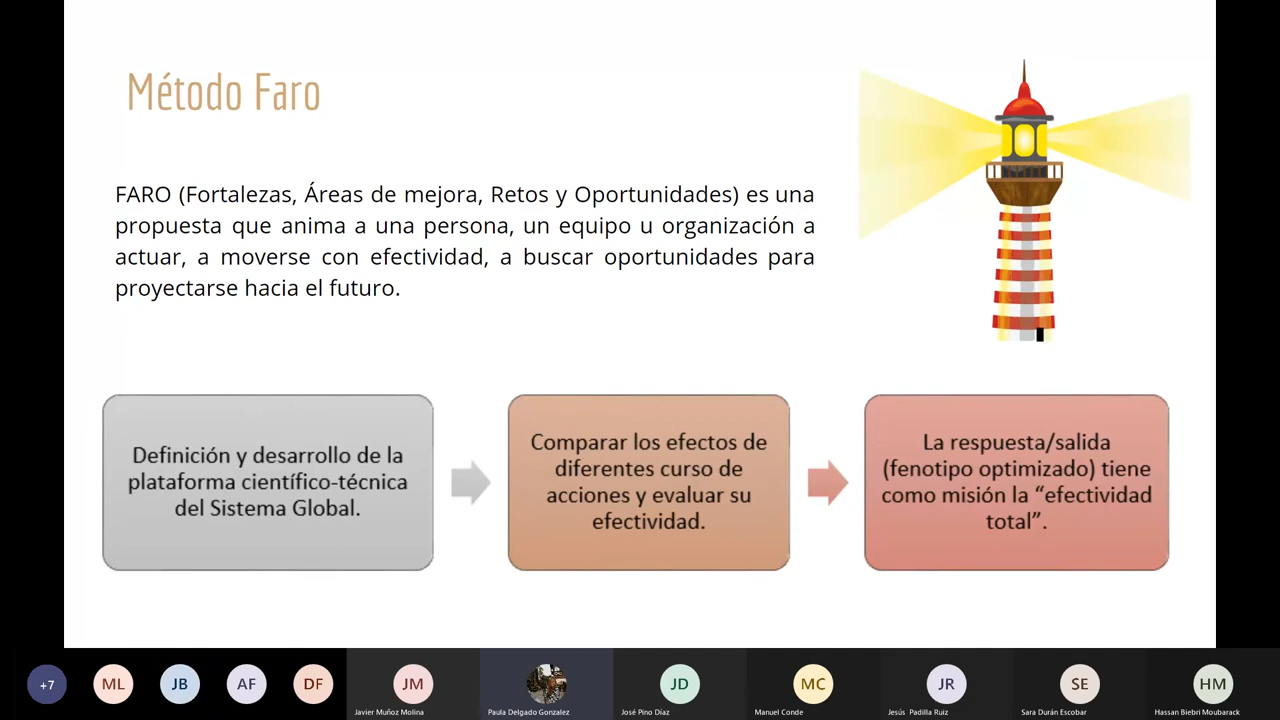 Método Faro
FARO (Fortalezas, Áreas de mejora, Retos y Oportunidades) es una
propuesta que anima a una persona, un equipo u organización a
actuar, a moverse con efectividad, a buscar oportunidades para
proyectarse hacia el futuro.
Definición y desarrollo de la
plataforma científico-técnica
del Sistema Global.
Comparar los efectos de
diferentes curso de
acciones y evaluar su
efectividad.
La respuesta/salida
(fenotipo optimizado) tiene
como misión la “efectividad
total”.
+7
ML
JB
AF
DF
JM
JD
MC
JR
SE
HM
Javier Muñoz Molina
Paula Delgado Gonzalez
José Pino Díaz
Manuel Conde
Jesús Padilla Ruiz
Sara Durán Escobar
Hassan Biebri Moubarack